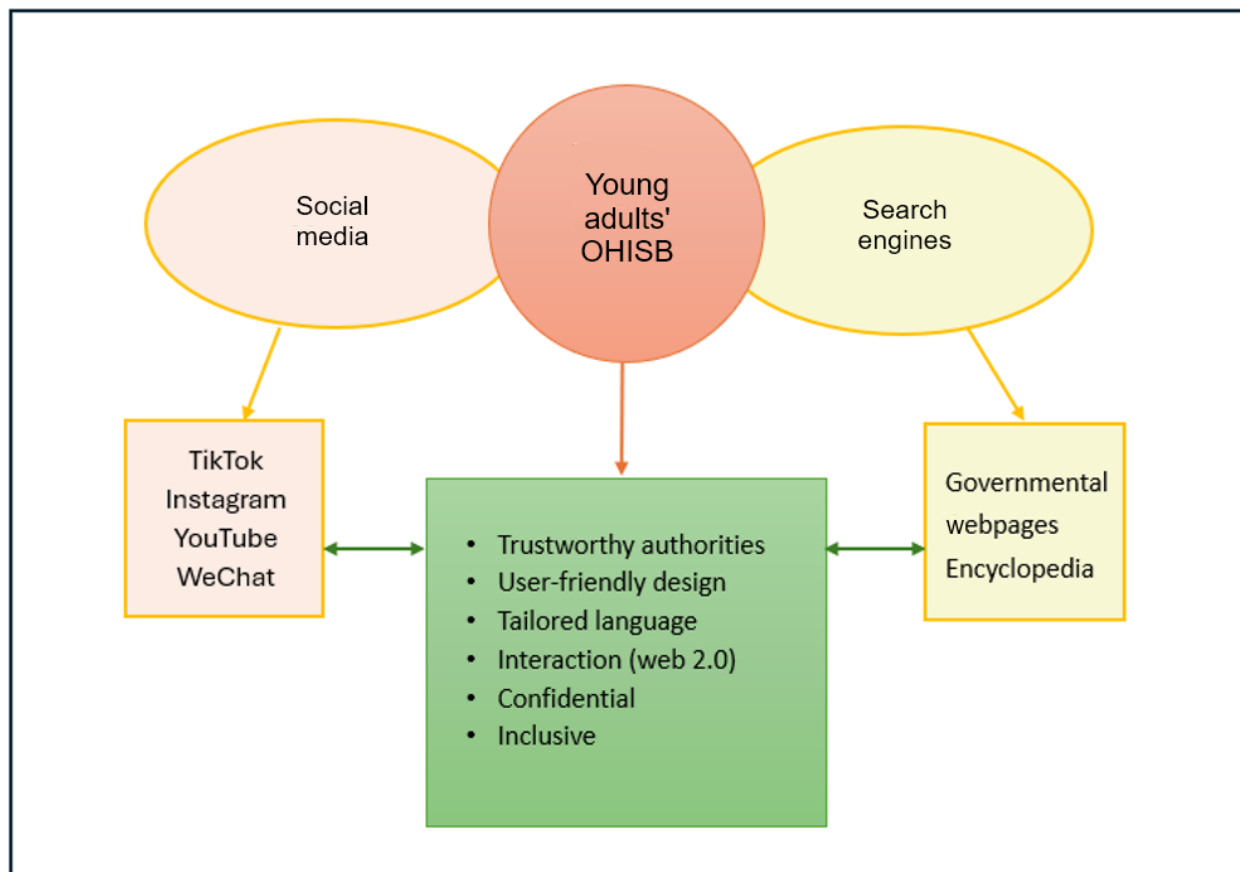 Social
media
Young
adults'
OHISB
Search
engines
TikTok
Instagram
YouTube
WeChat
• Trustworthy authorities
• User-friendly design
• Tailored language
• Interaction (web 2.0)
• Confidential
• Inclusive
Governmental
webpages
Encyclopedia